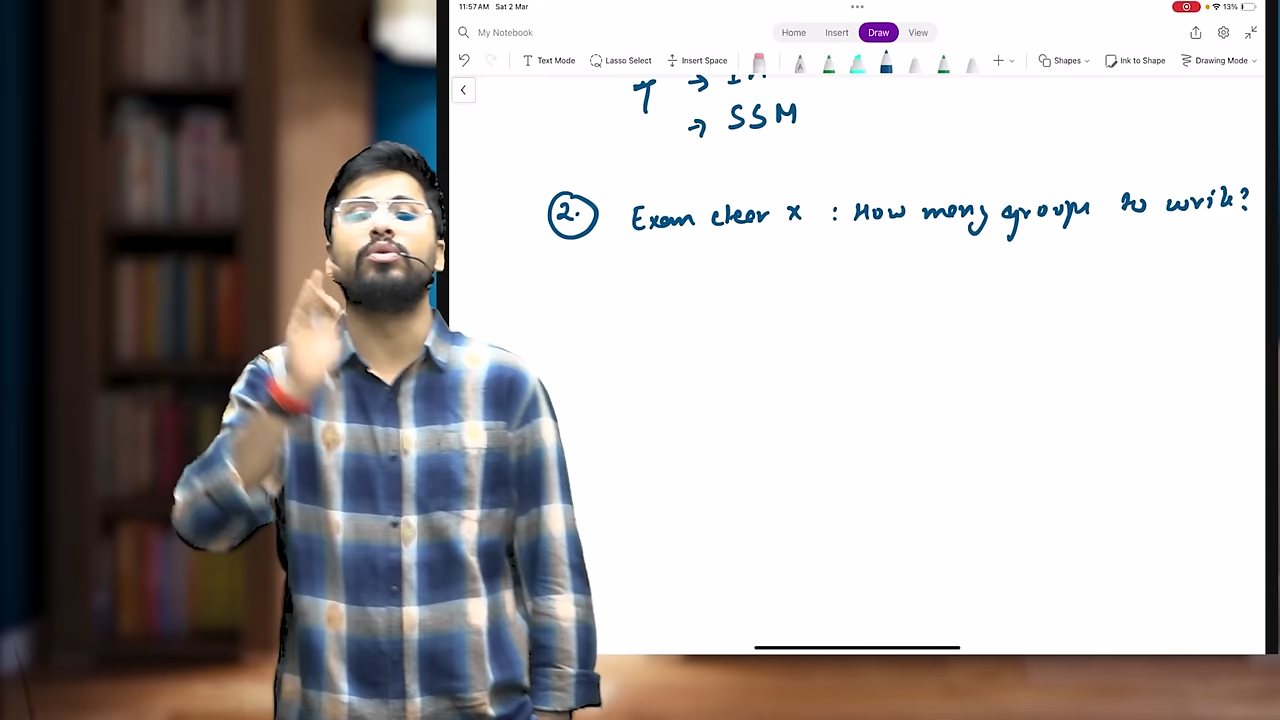 11:57 AM Sat 2 Mar
13%
My Notebook
Home Insert Draw View
Text Mode Lasso Select Insert Space Shapes Ink to Shape Drawing Mode
↑ →
→ SSM
2. Exam clear x : How many groups to write?